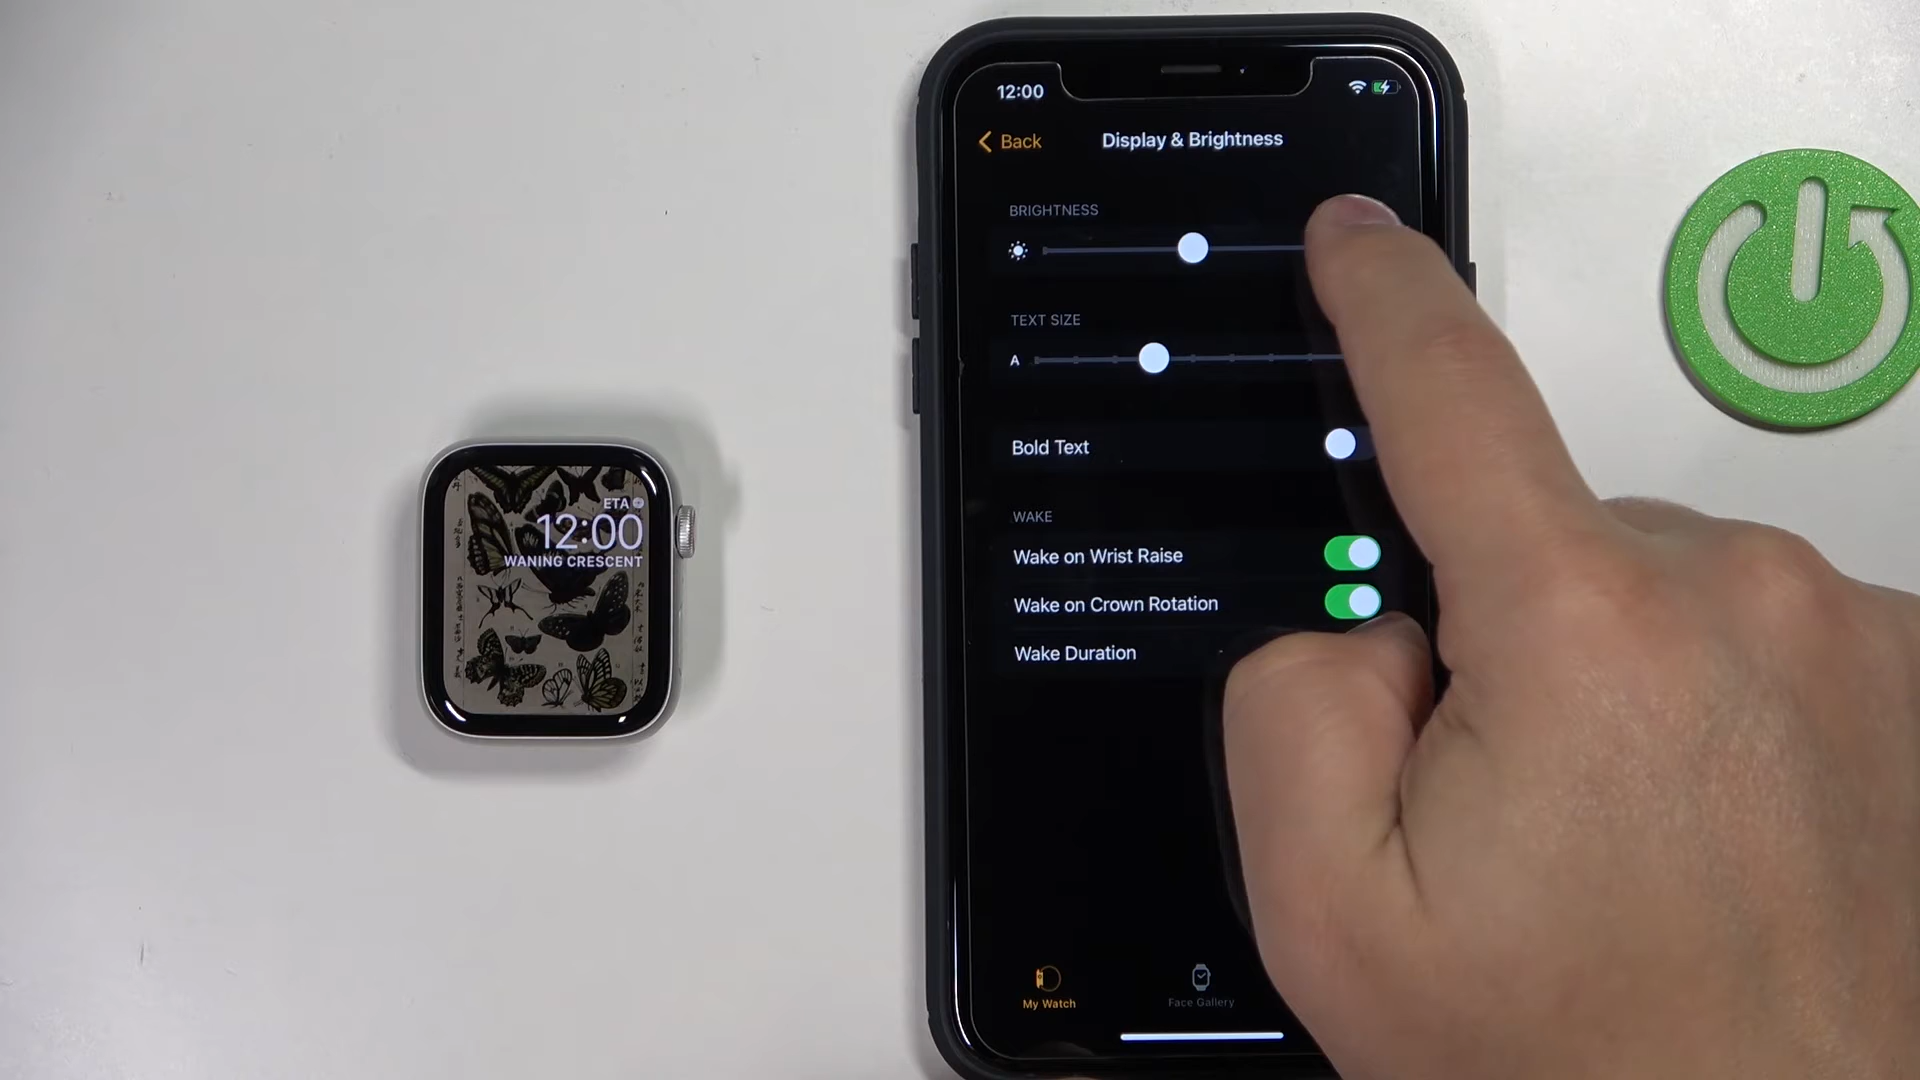 12:00
Back
Display & Brightness
BRIGHTNESS
TEXT SIZE
A
Bold Text
WAKE
Wake on Wrist Raise
Wake on Crown Rotation
Wake Duration
My Watch
Face Gallery
ETA
12:00
WANING CRESCENT